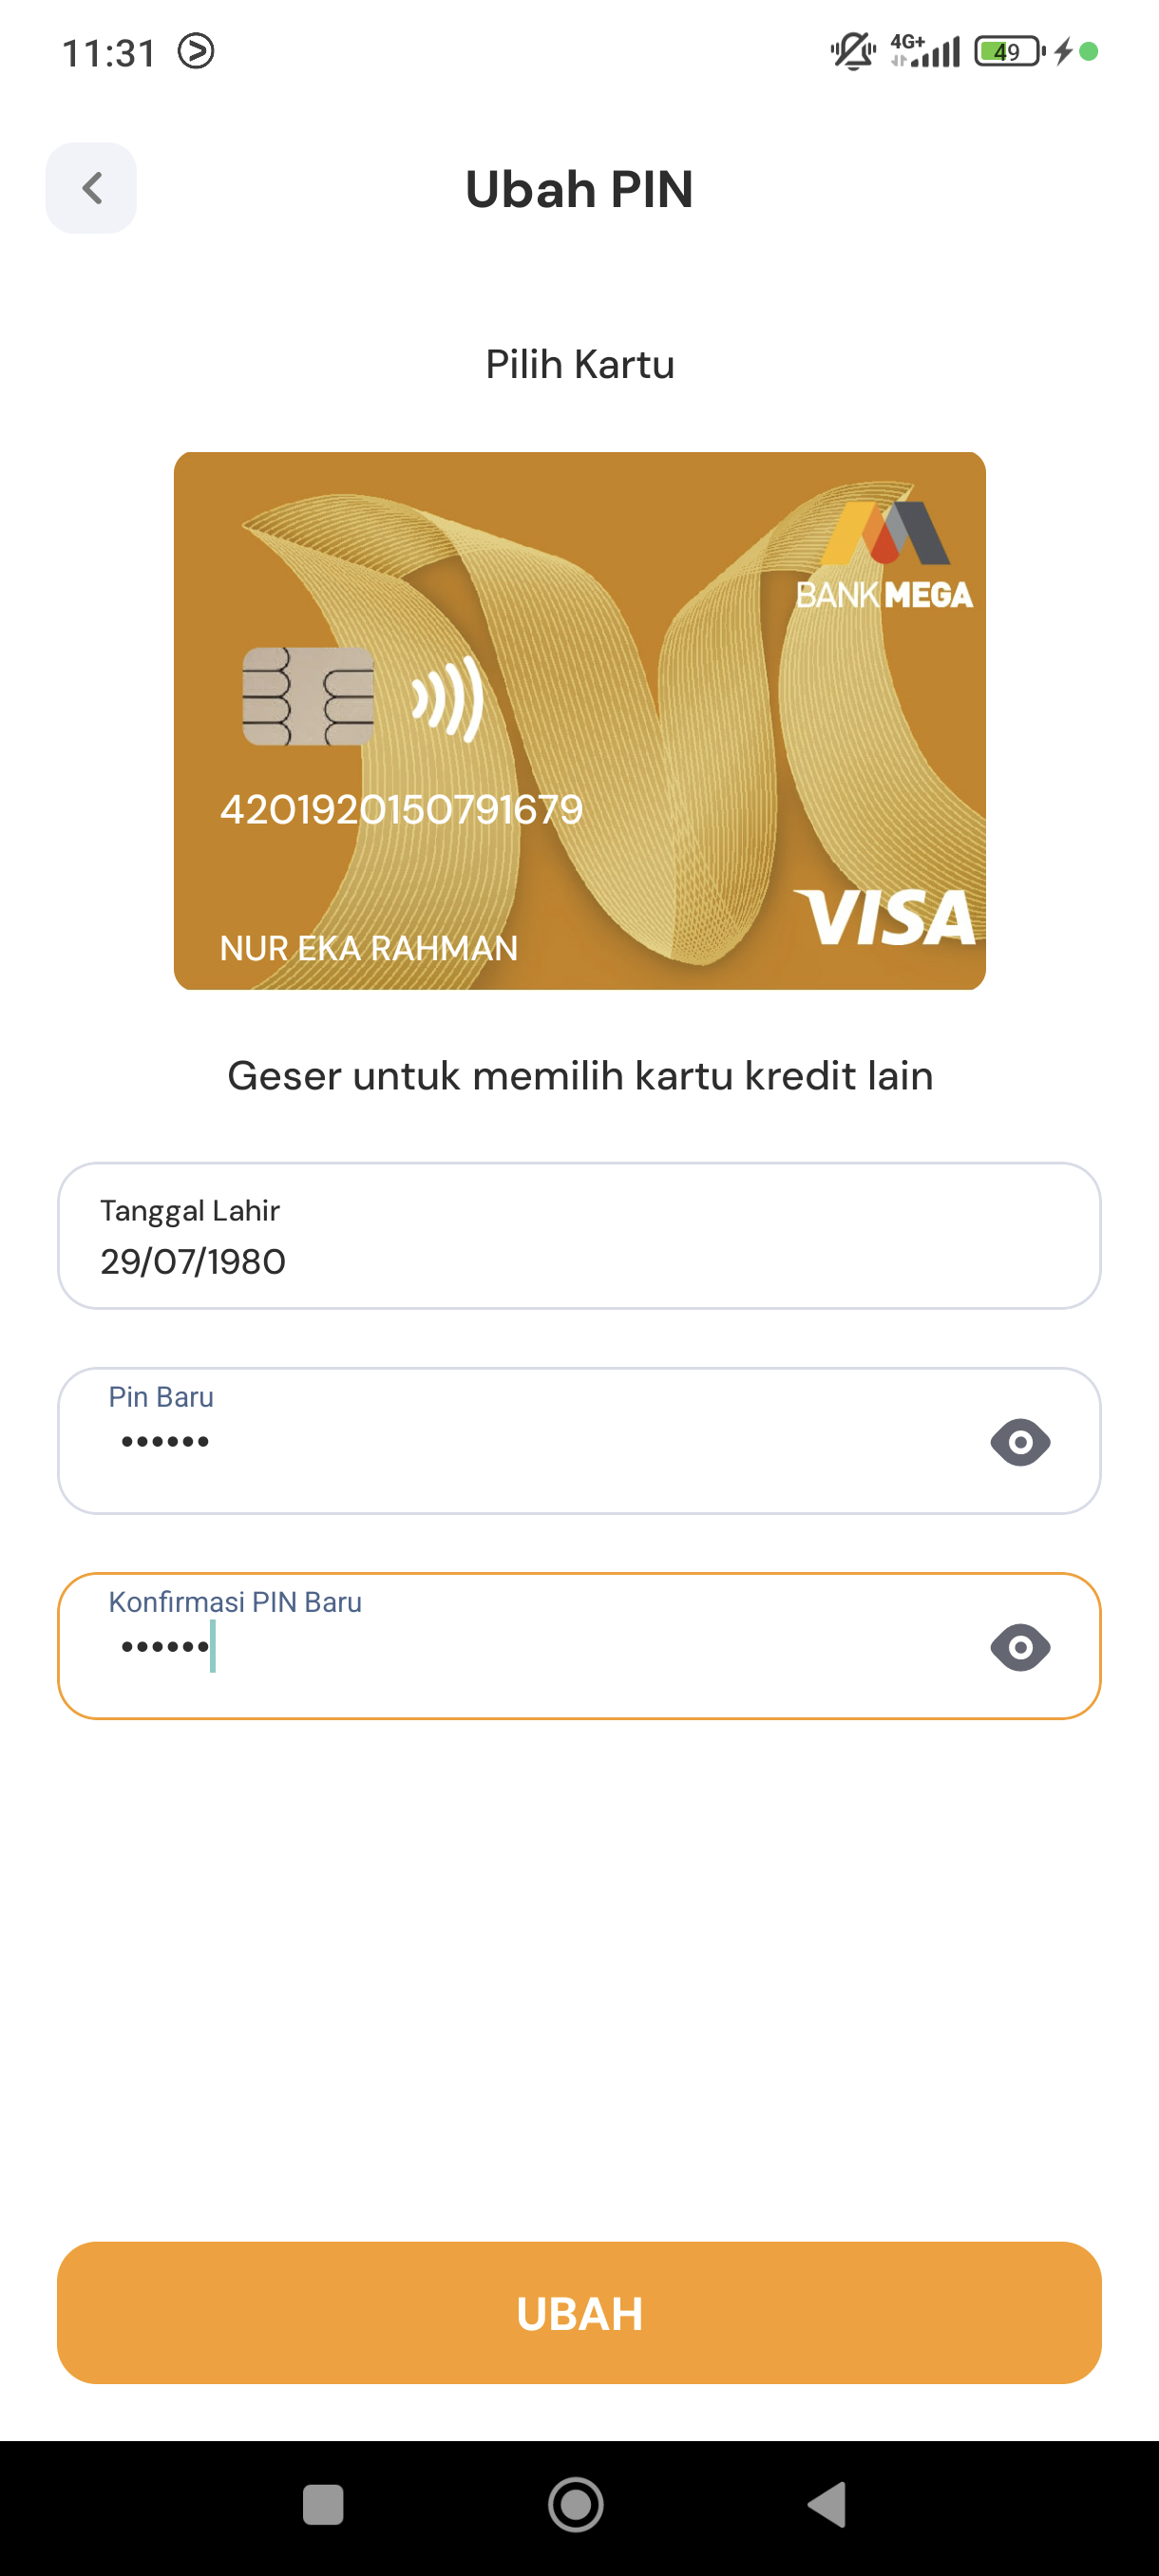 11:31
4G+
49
Ubah PIN
Pilih Kartu
BANK MEGA
4201920150791679
VISA
NUR EKA RAHMAN
Geser untuk memilih kartu kredit lain
Tanggal Lahir
29/07/1980
Pin Baru
••••••
Konfirmasi PIN Baru
••••••
UBAH